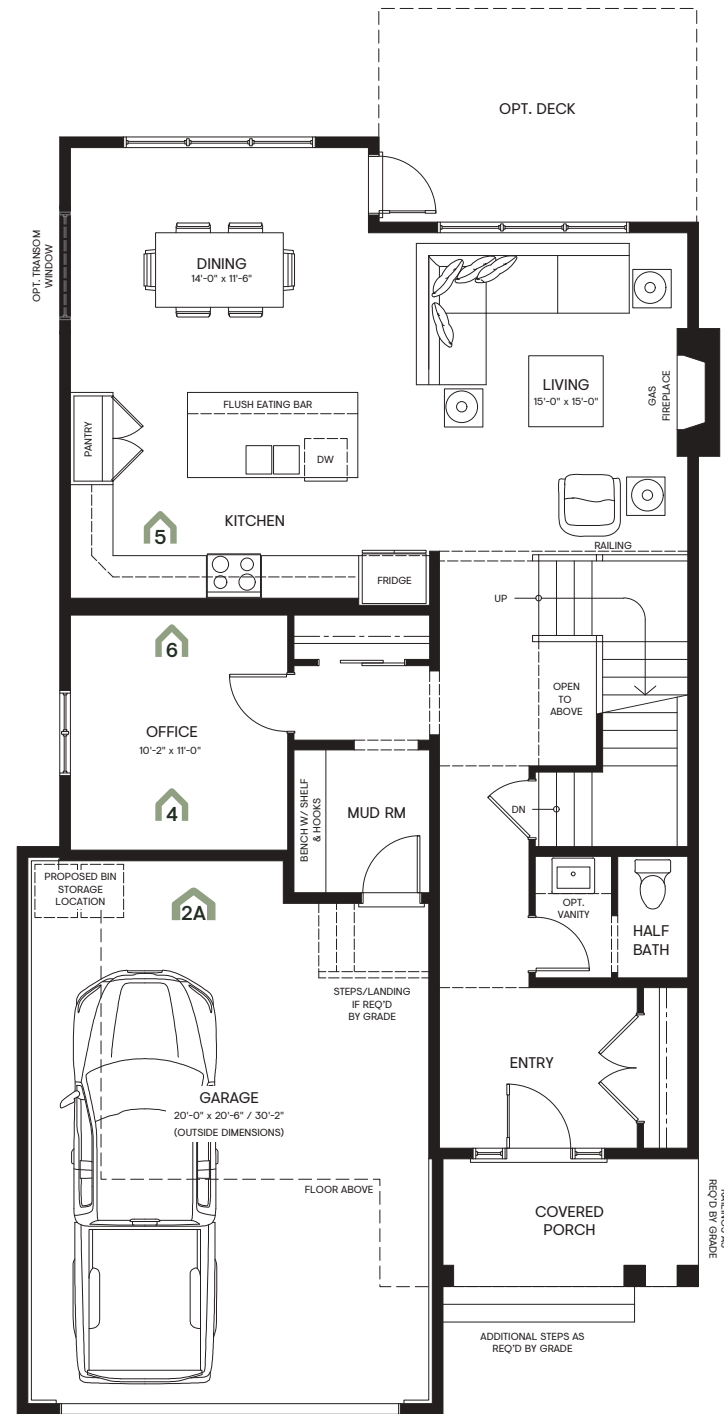 OPT. DECK
OPT. TRANSOM
WINDOW
DINING
14'-0" x 11'-6"
LIVING
15'-0" x 15'-0"
GAS
FIREPLACE
FLUSH EATING BAR
PANTRY
DW
5
KITCHEN
RAILING
FRIDGE
UP
6
OPEN
TO
ABOVE
OFFICE
10'-2" x 11'-0"
4
BENCH W/ SHELF
& HOOKS
MUD RM
DN
PROPOSED BIN
STORAGE
LOCATION
2A
OPT.
VANITY
HALF
BATH
STEPS/LANDING
IF REQ'D
BY GRADE
ENTRY
GARAGE
20'-0" x 20'-6" / 30'-2"
(OUTSIDE DIMENSIONS)
FLOOR ABOVE
COVERED
PORCH
REQ'D BY GRADE
ADDITIONAL STEPS AS
REQ'D BY GRADE